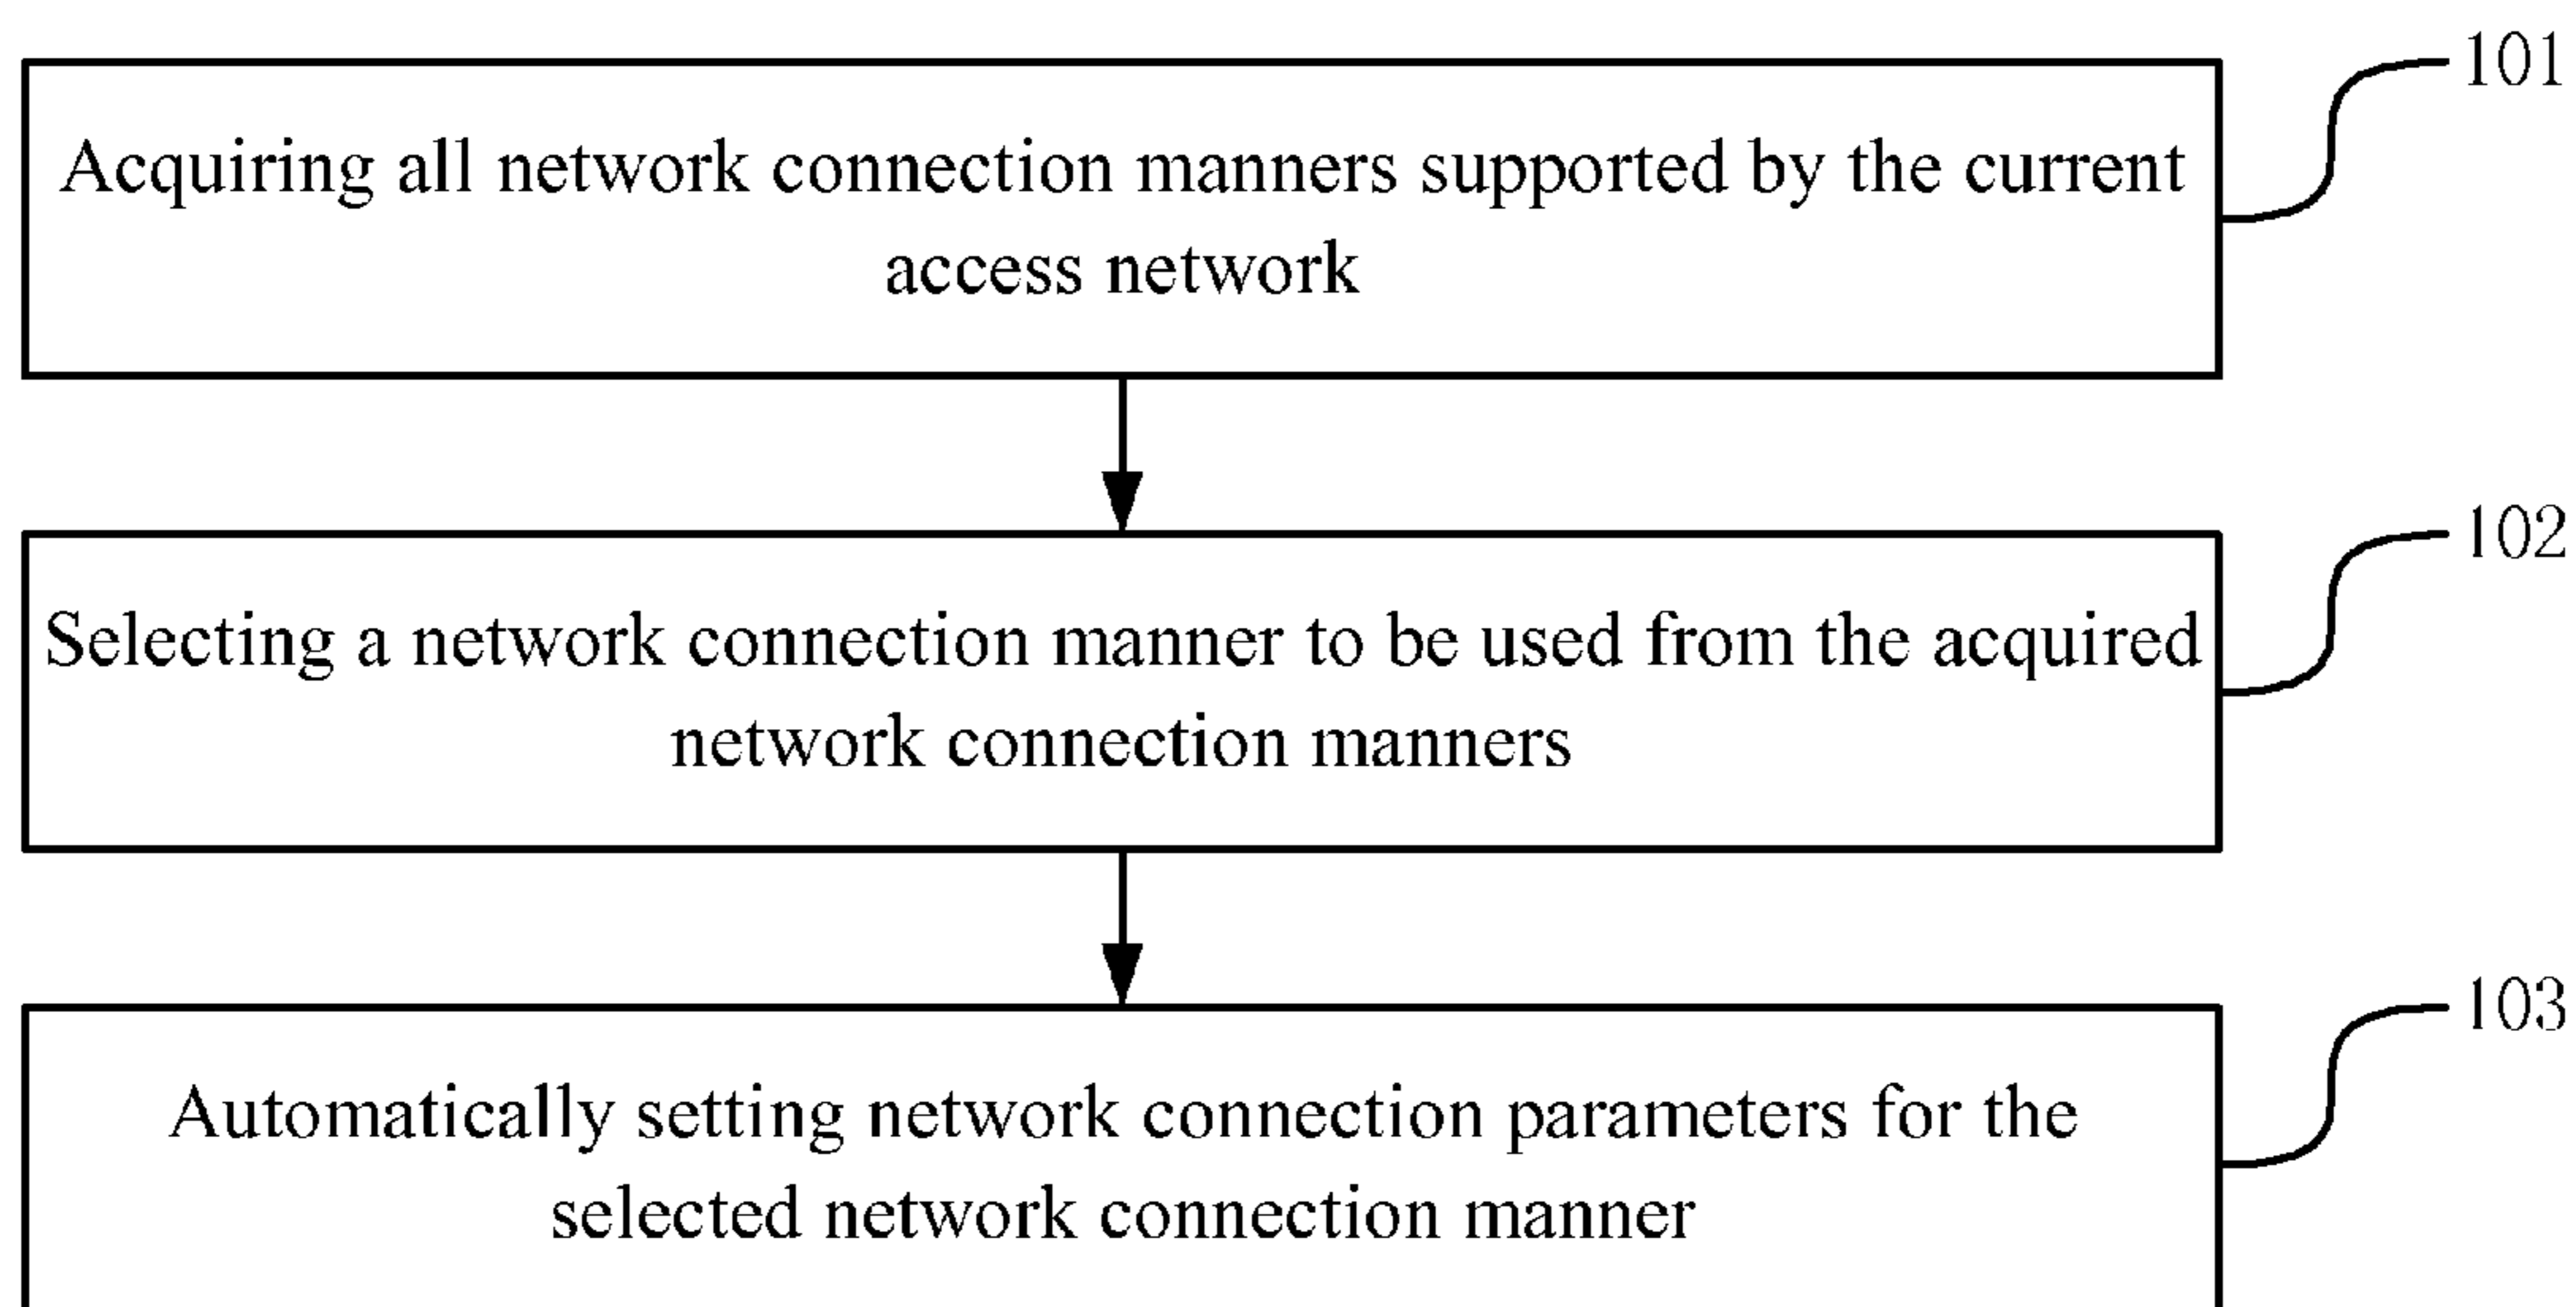 101
Acquiring all network connection manners supported by the current
access network
102
Selecting a network connection manner to be used from the acquired
network connection manners
103
Automatically setting network connection parameters for the
selected network connection manner